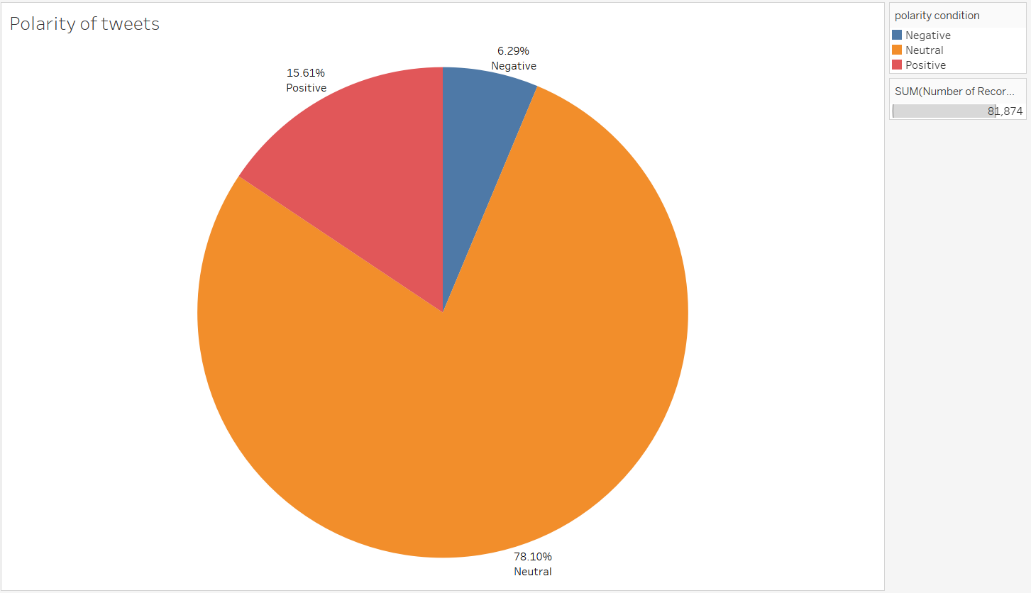 Polarity of tweets
6.29%
Negative
15.61%
Positive
78.10%
Neutral
polarity condition
Negative
Neutral
Positive
SUM(Number of Recor...
81,874